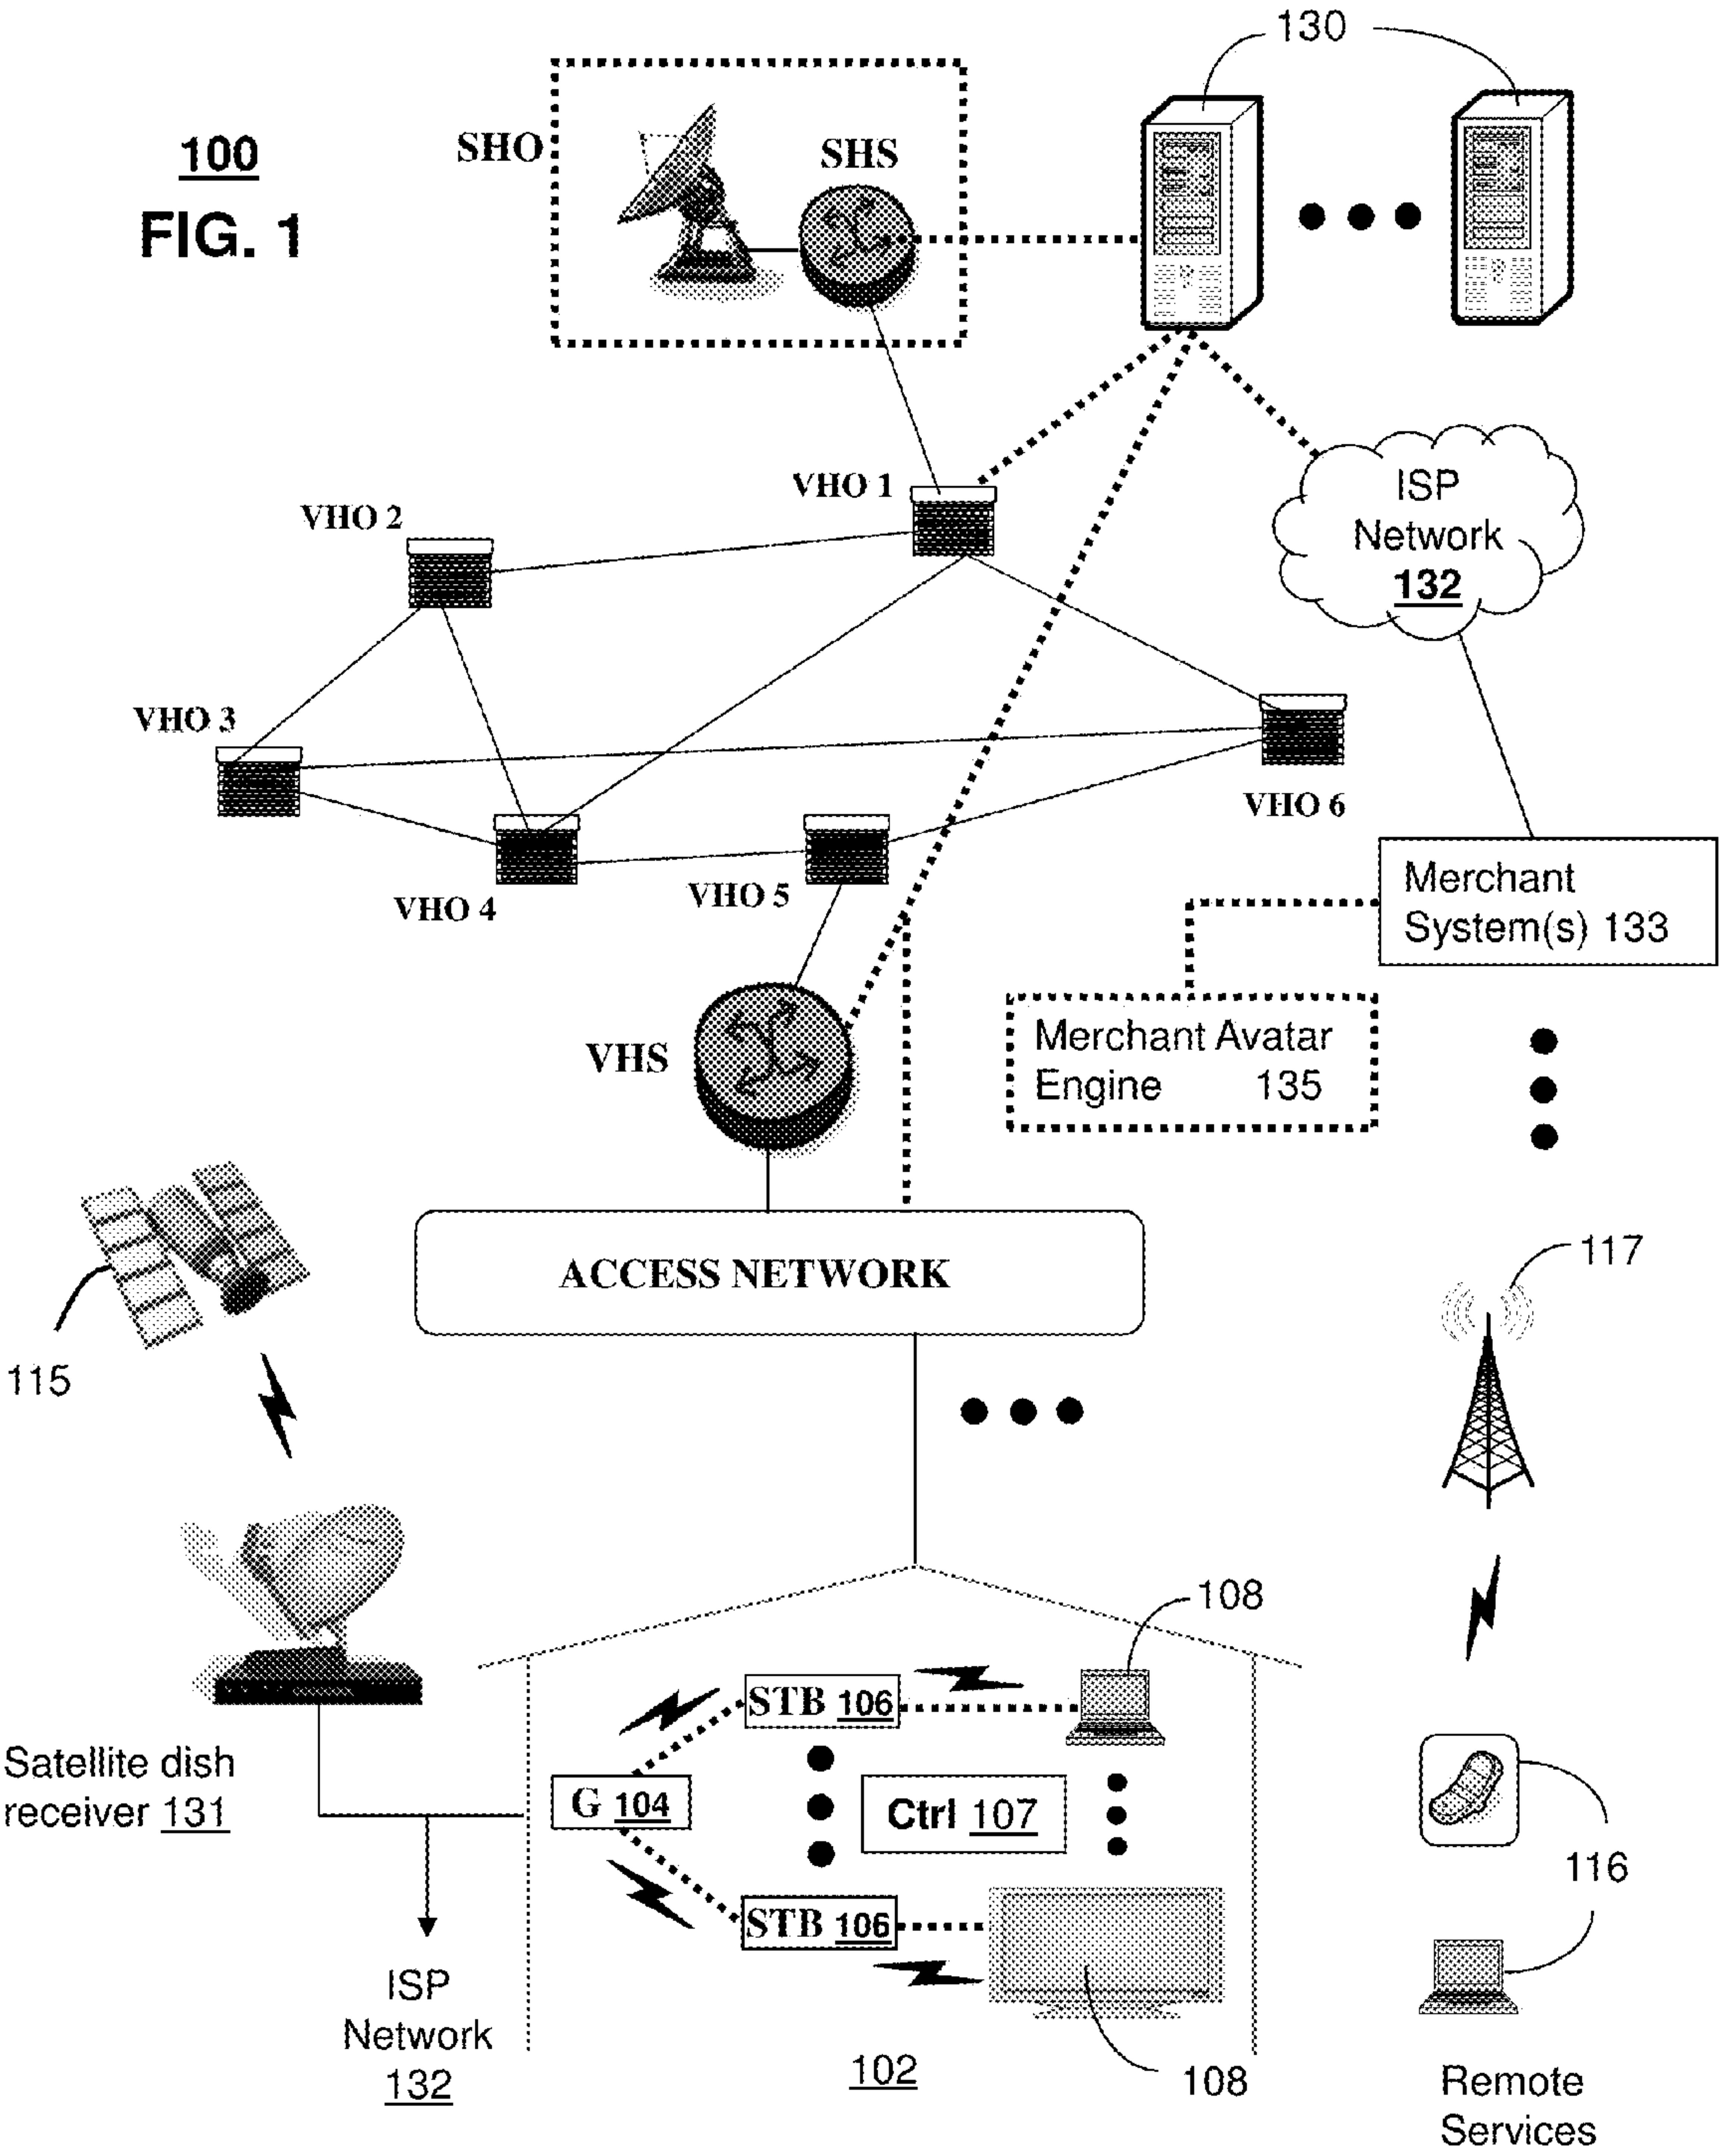 130
100
FIG. 1
SHO
SHS
VHO 1
VHO 2
ISP
Network
132
VHO 3
VHO 6
VHO 4
VHO 5
Merchant
System(s) 133
VHS
Merchant Avatar
Engine 135
ACCESS NETWORK
117
115
108
STB 106
Satellite dish
receiver 131
G 104
Ctrl 107
116
STB 106
ISP
Network
132
102
108
Remote
Services